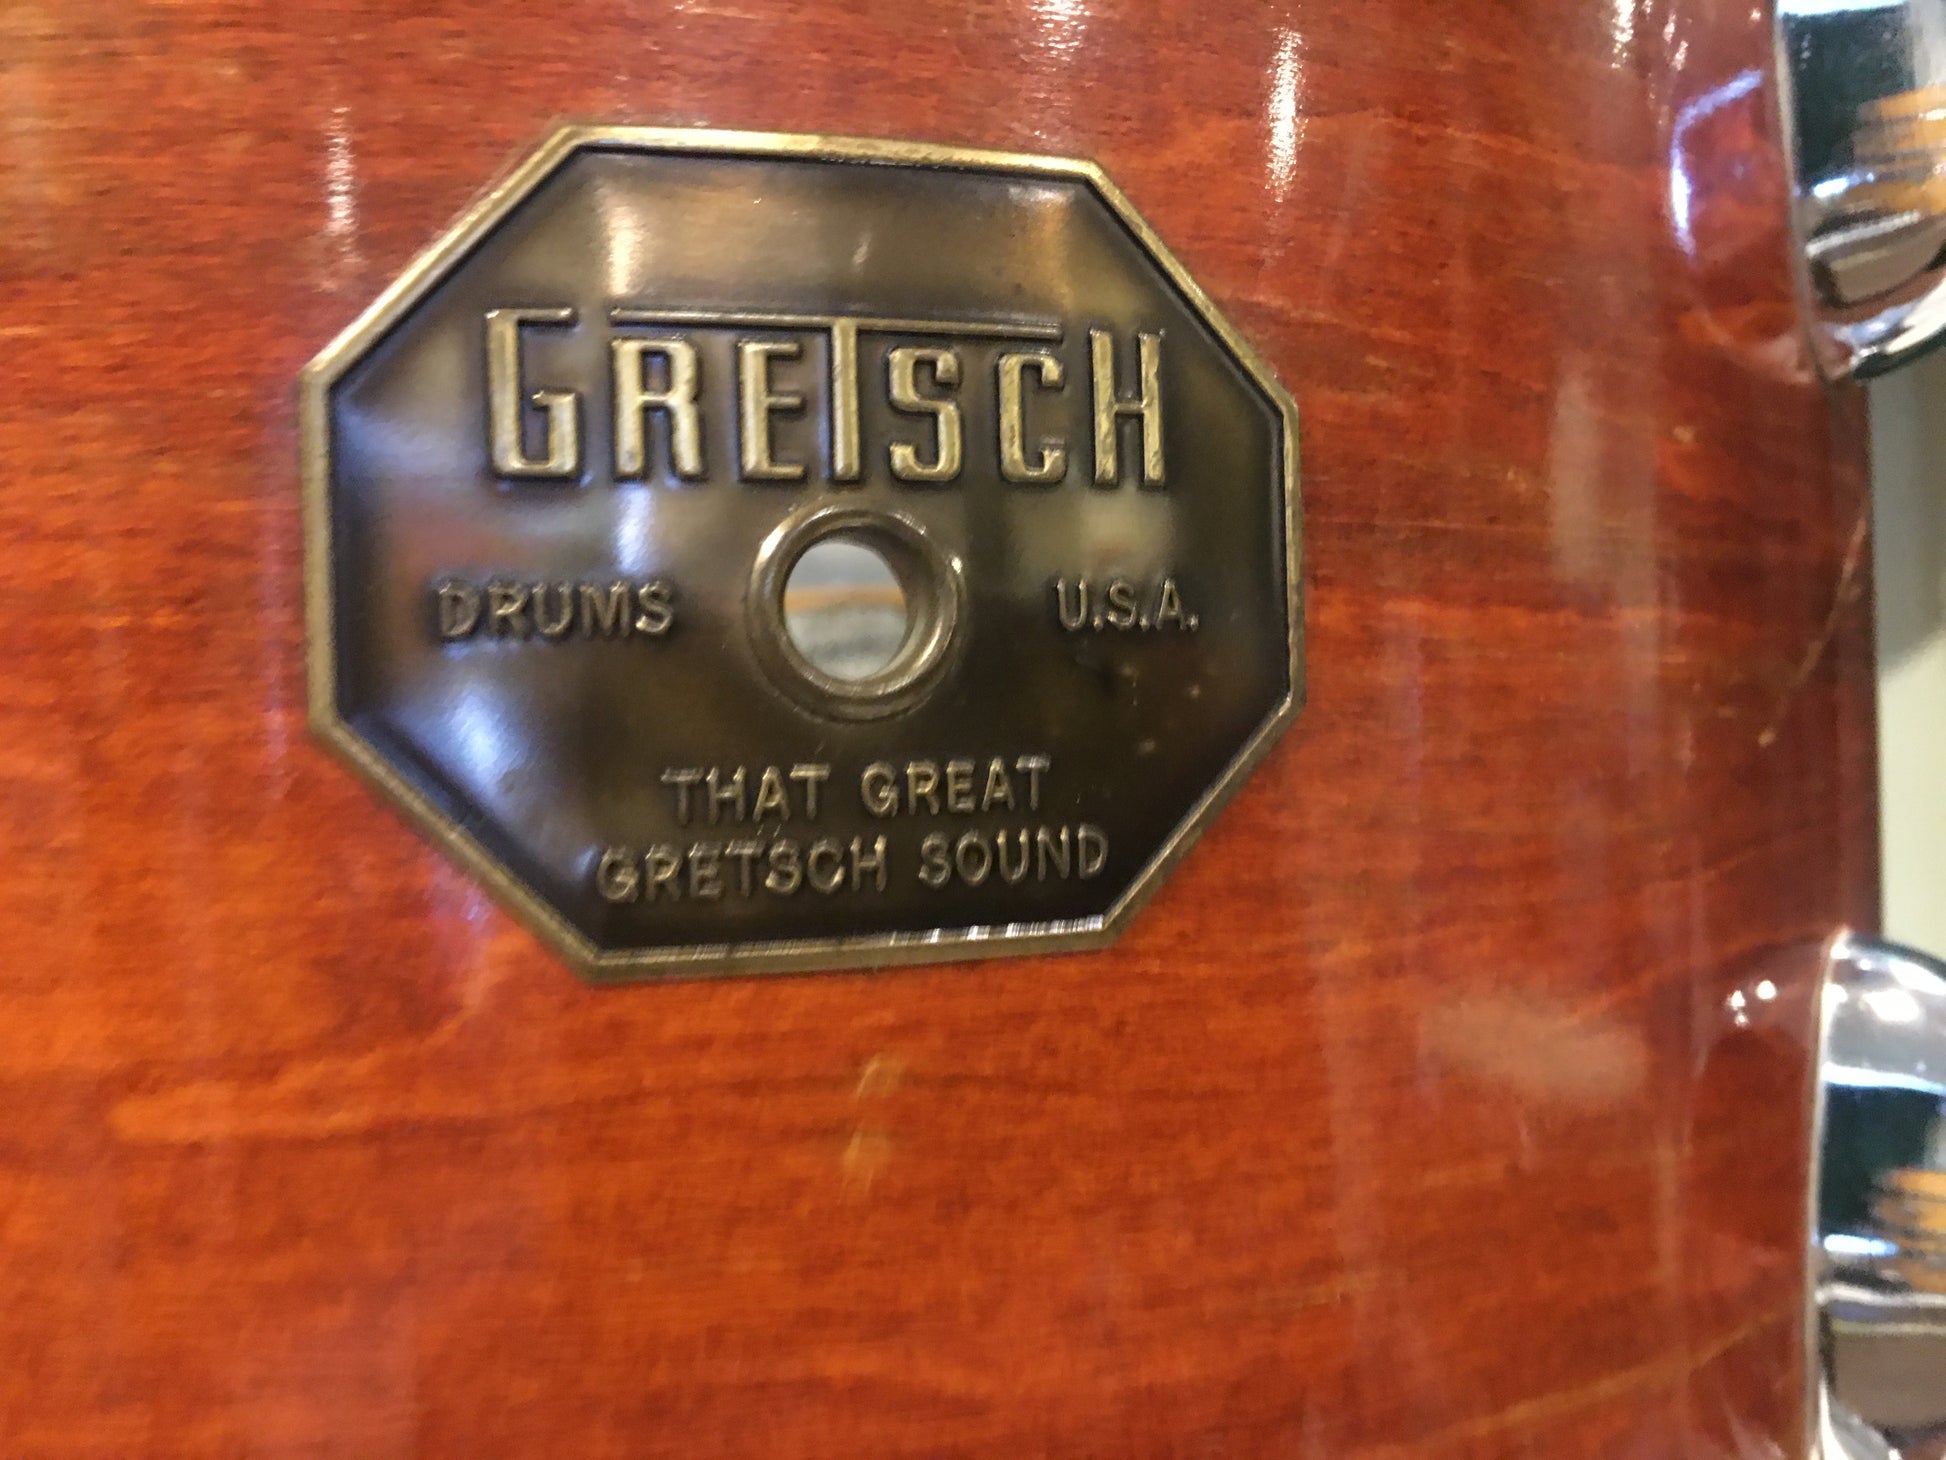 GRETSCH
DRUMS U.S.A.
THAT GREAT
GRETSCH SOUND